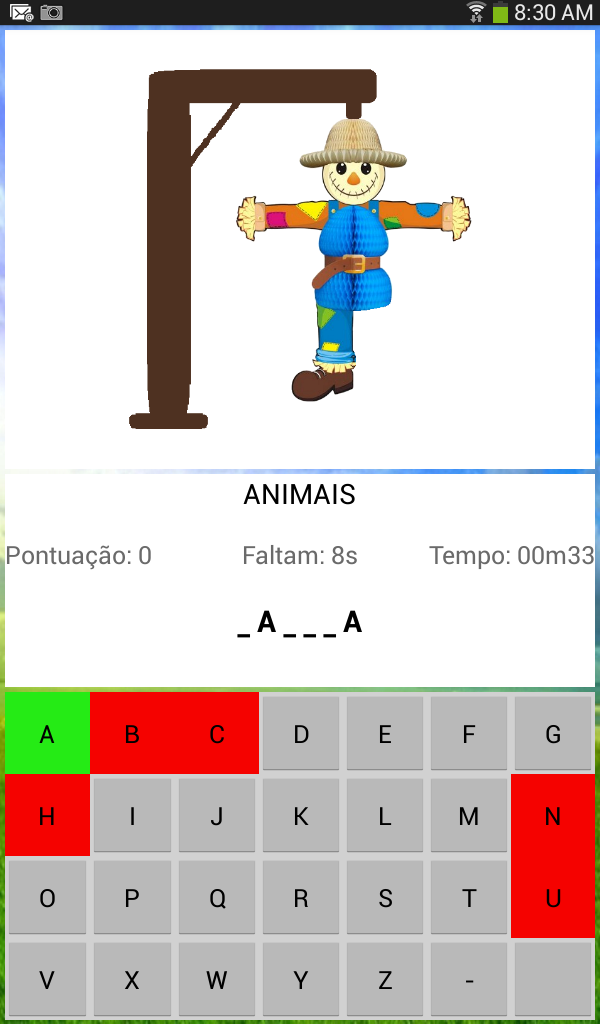 8:30 AM
ANIMAIS
Pontuação: 0 Faltam: 8s Tempo: 00m33
_ A _ _ _ A
A B C D E F G
H I J K L M N
O P Q R S T U
V X W Y Z -